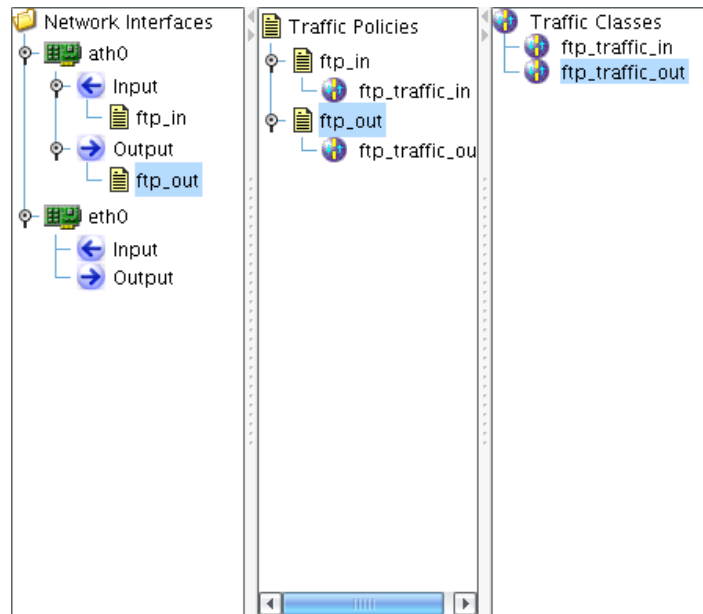 Network Interfaces
ath0
Input
ftp_in
Output
ftp_out
eth0
Input
Output
Traffic Policies
ftp_in
ftp_traffic_in
ftp_out
ftp_traffic_ou
Traffic Classes
ftp_traffic_in
ftp_traffic_out